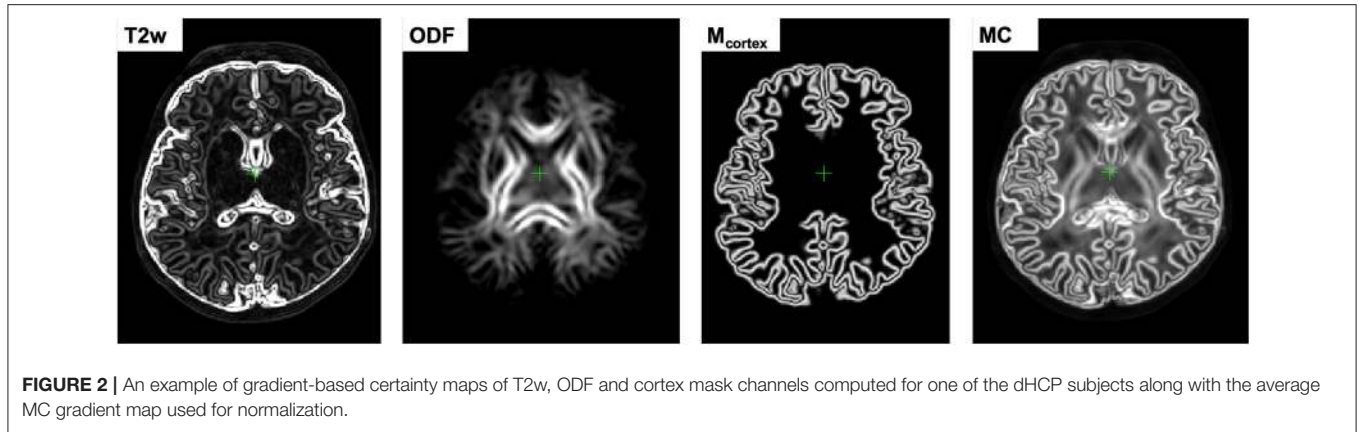 T2w
ODF
Mcortex
MC
FIGURE 2 | An example of gradient-based certainty maps of T2w, ODF and cortex mask channels computed for one of the dHCP subjects along with the average
MC gradient map used for normalization.